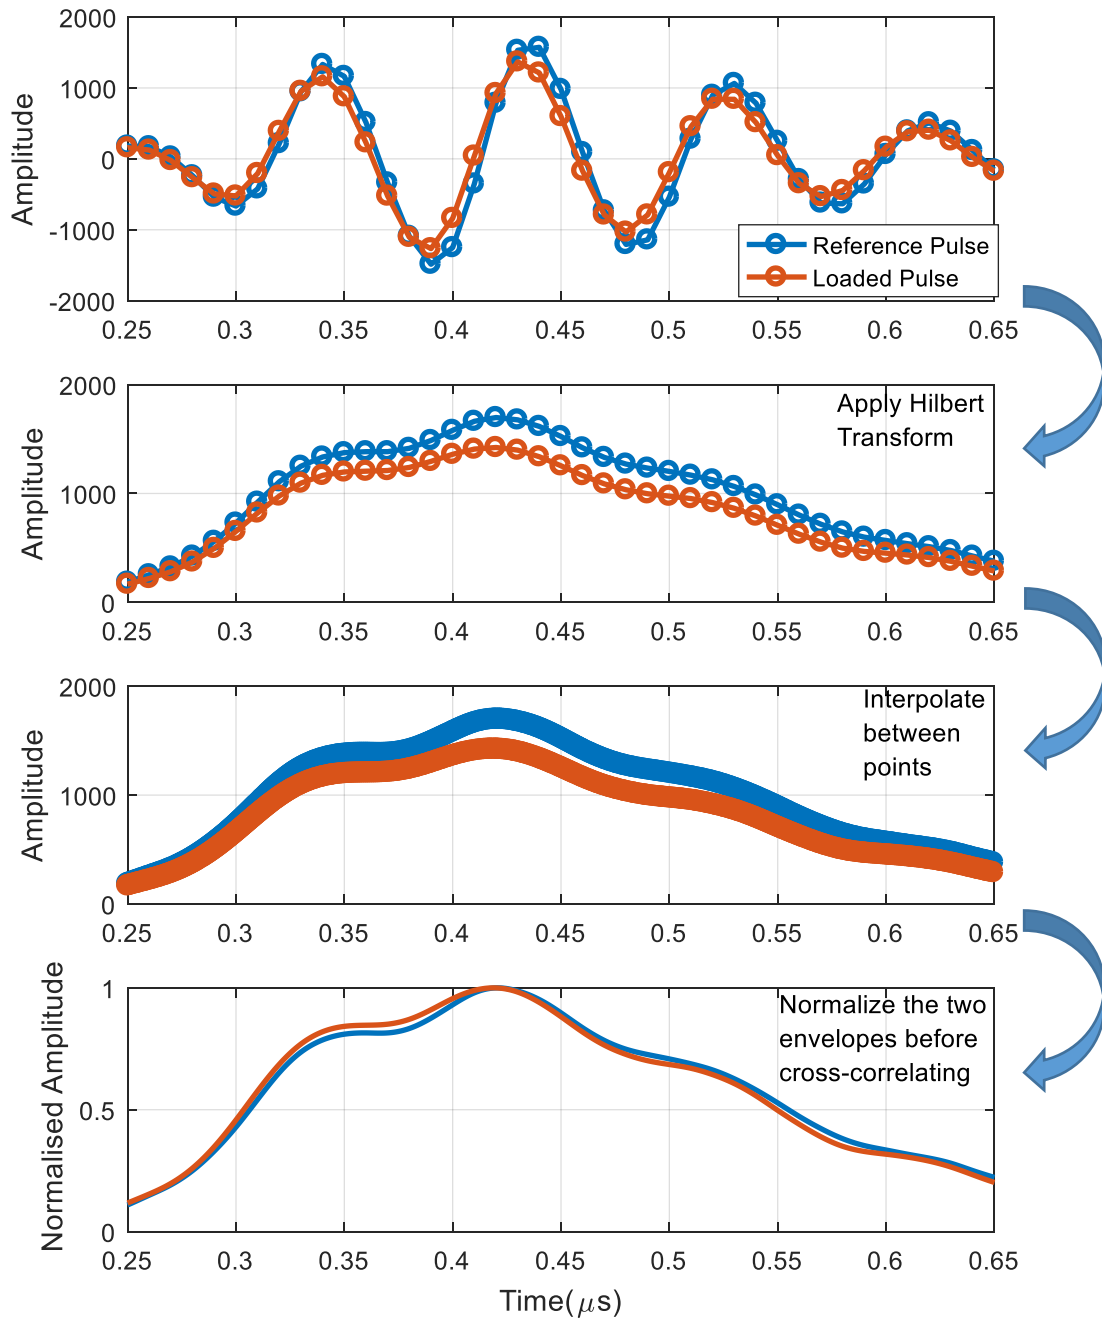 2000
1000
0
-1000
-2000
Amplitude
Reference Pulse
Loaded Pulse
0.25 0.3 0.35 0.4 0.45 0.5 0.55 0.6 0.65
2000
1000
0
Amplitude
Apply Hilbert
Transform
0.25 0.3 0.35 0.4 0.45 0.5 0.55 0.6 0.65
2000
1000
0
Amplitude
Interpolate
between
points
0.25 0.3 0.35 0.4 0.45 0.5 0.55 0.6 0.65
1
0.5
0
Normalised Amplitude
Normalize the two
envelopes before
cross-correlating
0.25 0.3 0.35 0.4 0.45 0.5 0.55 0.6 0.65
Time(μs)